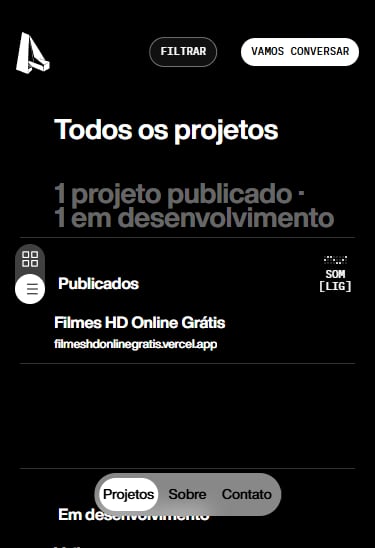 FILTRAR
VAMOS CONVERSAR
Todos os projetos
1 projeto publicado ·
1 em desenvolvimento
SOM
[LIG]
Publicados
Filmes HD Online Grátis
filmeshdonlinegratis.vercel.app
Projetos
Sobre
Contato
Em desenvolvimento